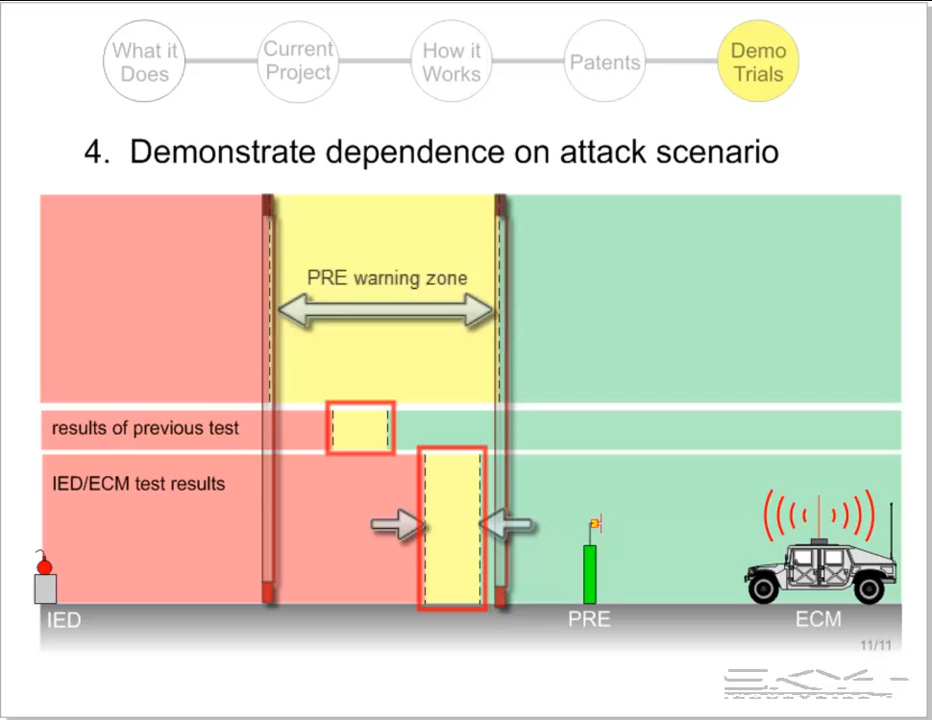 What it
Does
Current
Project
How it
Works
Patents
Demo
Trials
4. Demonstrate dependence on attack scenario
PRE warning zone
results of previous test
IED/ECM test results
IED
PRE
ECM
11/11